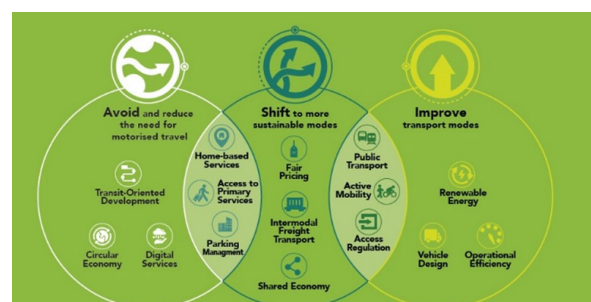 Avoid and reduce
the need for
motorised travel
Shift to more
sustainable modes
Improve
transport modes
Home-based
Services
Access to
Primary
Services
Parking
Managment
Transit-Oriented
Development
Circular
Economy
Digital
Services
Fair
Pricing
Intermodal
Freight
Transport
Shared Economy
Public
Transport
Active
Mobility
Access
Regulation
Renewable
Energy
Vehicle
Design
Operational
Efficiency